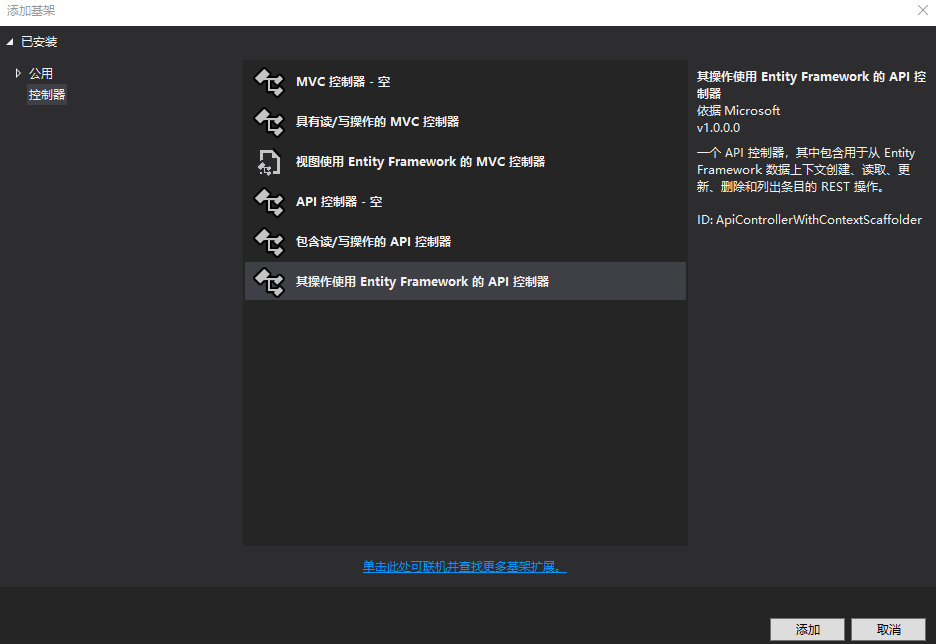 添加基架
已安装
公用
控制器
MVC 控制器 - 空
具有读/写操作的 MVC 控制器
视图使用 Entity Framework 的 MVC 控制器
API 控制器 - 空
包含读/写操作的 API 控制器
其操作使用 Entity Framework 的 API 控制器
其操作使用 Entity Framework 的 API 控
制器
依据 Microsoft
v1.0.0.0
一个 API 控制器，其中包含用于从 Entity
Framework 数据上下文创建、读取、更
新、删除和列出条目的 REST 操作。
ID: ApiControllerWithContextScaffolder
单击此处可联机并查找更多基架扩展。
添加
取消